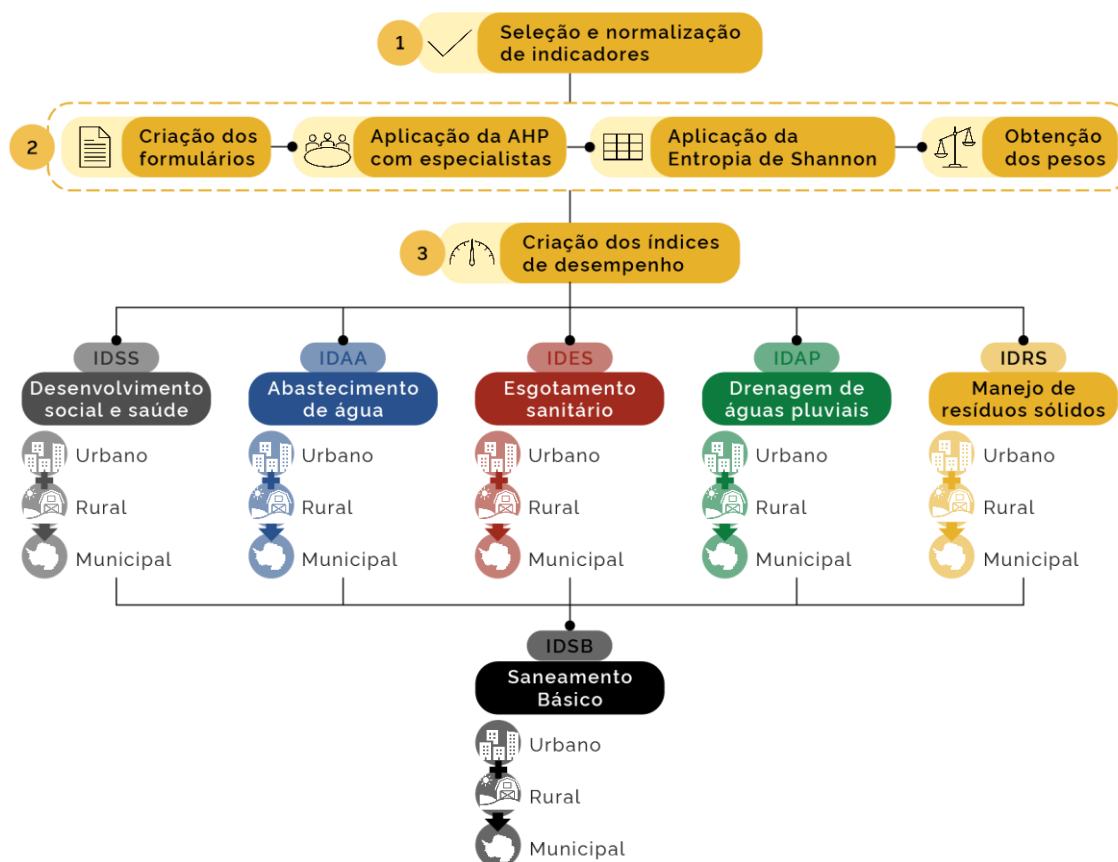 1
Seleção e normalização
de indicadores
2
Criação dos
formulários
Aplicação da AHP
com especialistas
Aplicação da
Entropia de Shannon
Obtenção
dos pesos
3
Criação dos índices
de desempenho
IDSS
Desenvolvimento
social e saúde
Urbano
Rural
Municipal
IDAA
Abastecimento
de água
Urbano
Rural
Municipal
IDES
Esgotamento
sanitário
Urbano
Rural
Municipal
IDAP
Drenagem de
águas pluviais
Urbano
Rural
Municipal
IDRS
Manejo de
resíduos sólidos
Urbano
Rural
Municipal
IDSB
Saneamento
Básico
Urbano
Rural
Municipal